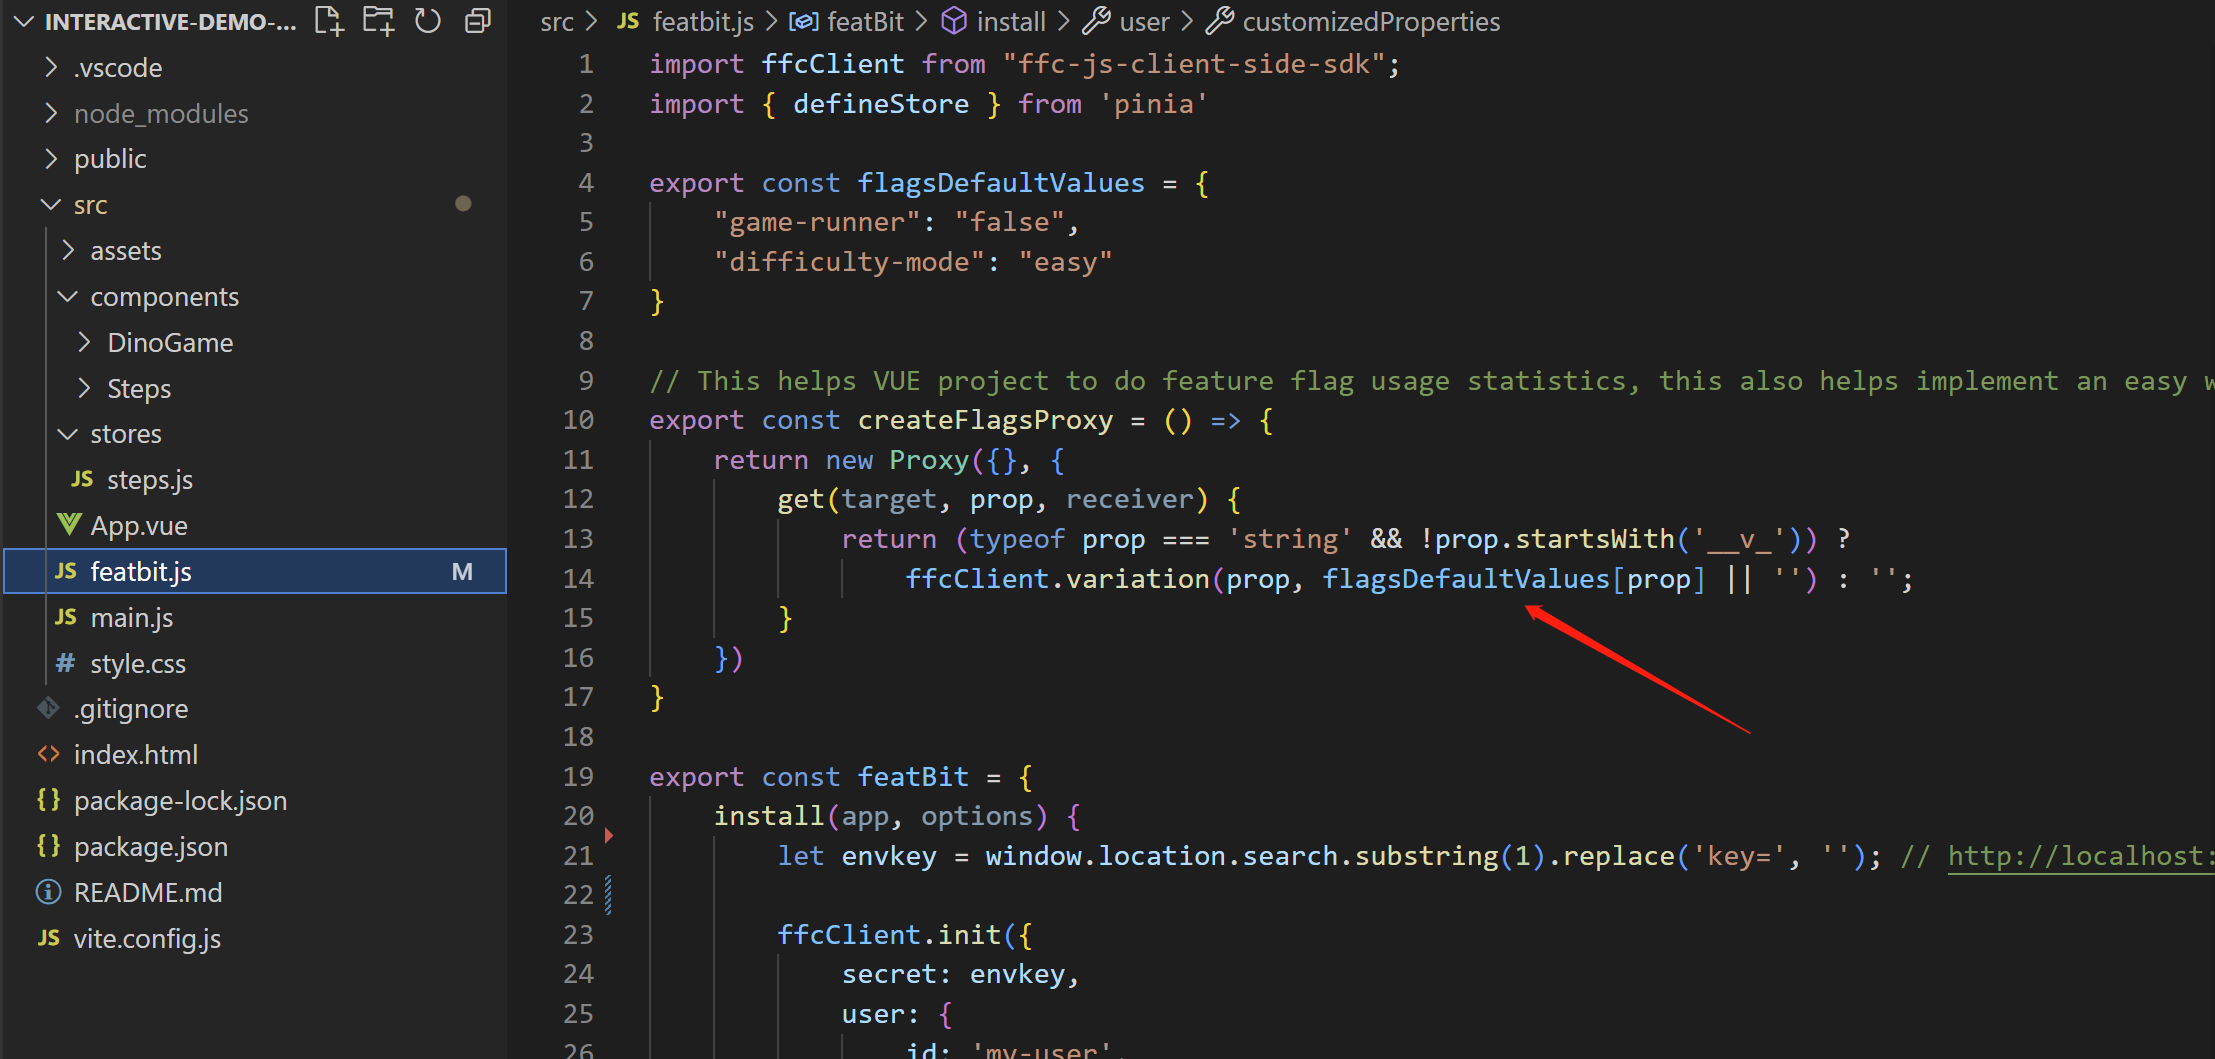 INTERACTIVE-DEMO-...
.vscode
node_modules
public
src
assets
components
DinoGame
Steps
stores
JS steps.js
App.vue
JS featbit.js M
JS main.js
# style.css
.gitignore
<> index.html
{} package-lock.json
{} package.json
README.md
JS vite.config.js
src > JS featbit.js > featBit > install > user > customizedProperties
1 import ffcClient from "ffc-js-client-side-sdk";
2 import { defineStore } from 'pinia'
3
4 export const flagsDefaultValues = {
5 "game-runner": "false",
6 "difficulty-mode": "easy"
7 }
8
9 // This helps VUE project to do feature flag usage statistics, this also helps implement an easy
10 export const createFlagsProxy = () => {
11 return new Proxy({}, {
12 get(target, prop, receiver) {
13 return (typeof prop === 'string' && !prop.startsWith('__v_')) ?
14 ffcClient.variation(prop, flagsDefaultValues[prop] || '') : '';
15 }
16 })
17 }
18
19 export const featBit = {
20 install(app, options) {
21 let envkey = window.location.search.substring(1).replace('key=', ''); // http://localhost:
22
23 ffcClient.init({
24 secret: envkey,
25 user: {
26 id: 'my-user',